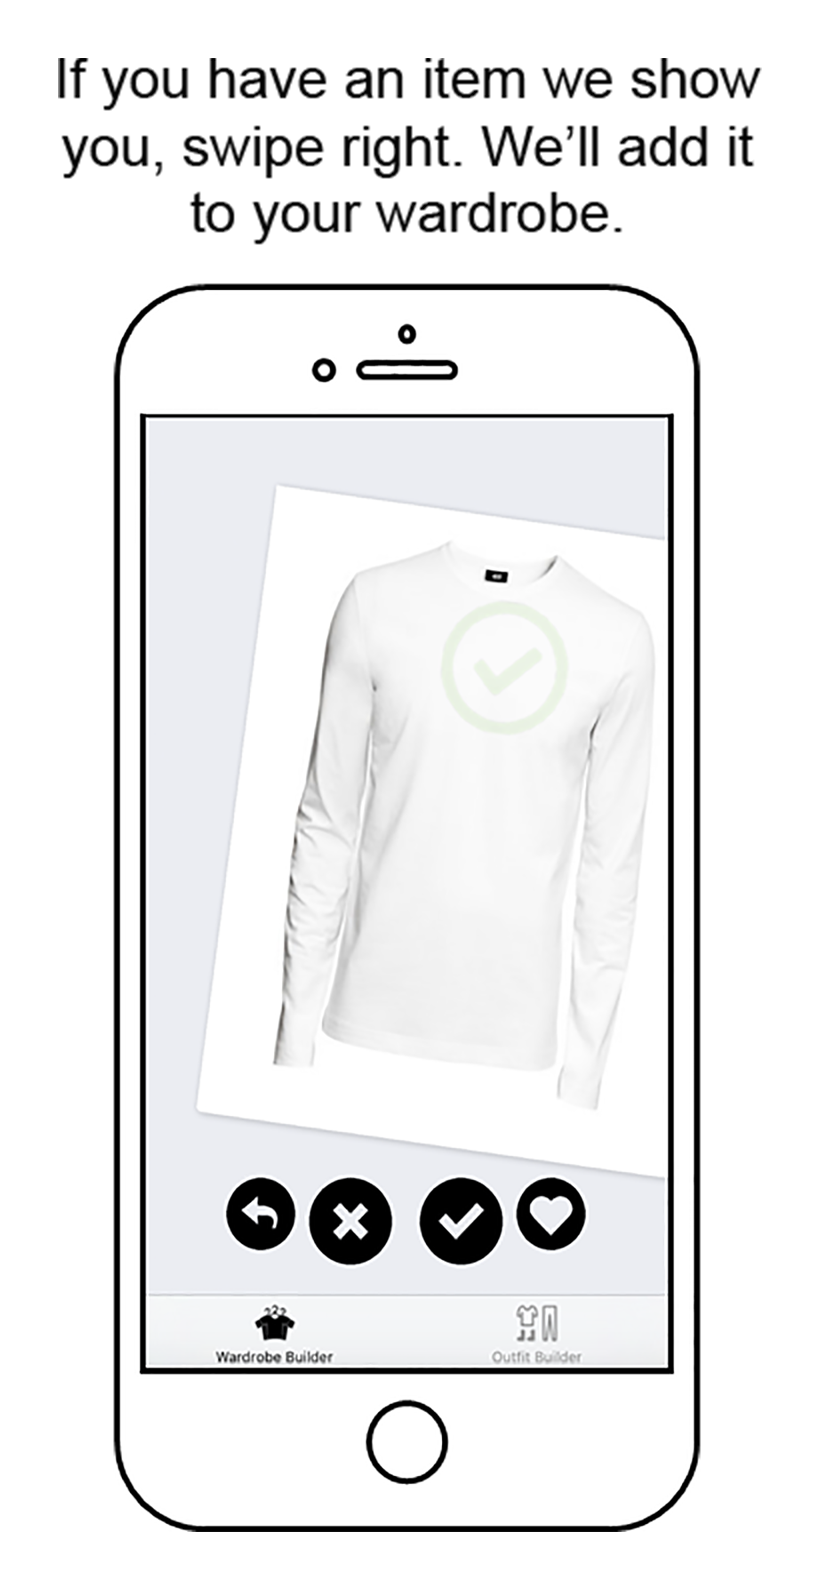 If you have an item we show
you, swipe right. We’ll add it
to your wardrobe.
Wardrobe Builder
Outfit Builder